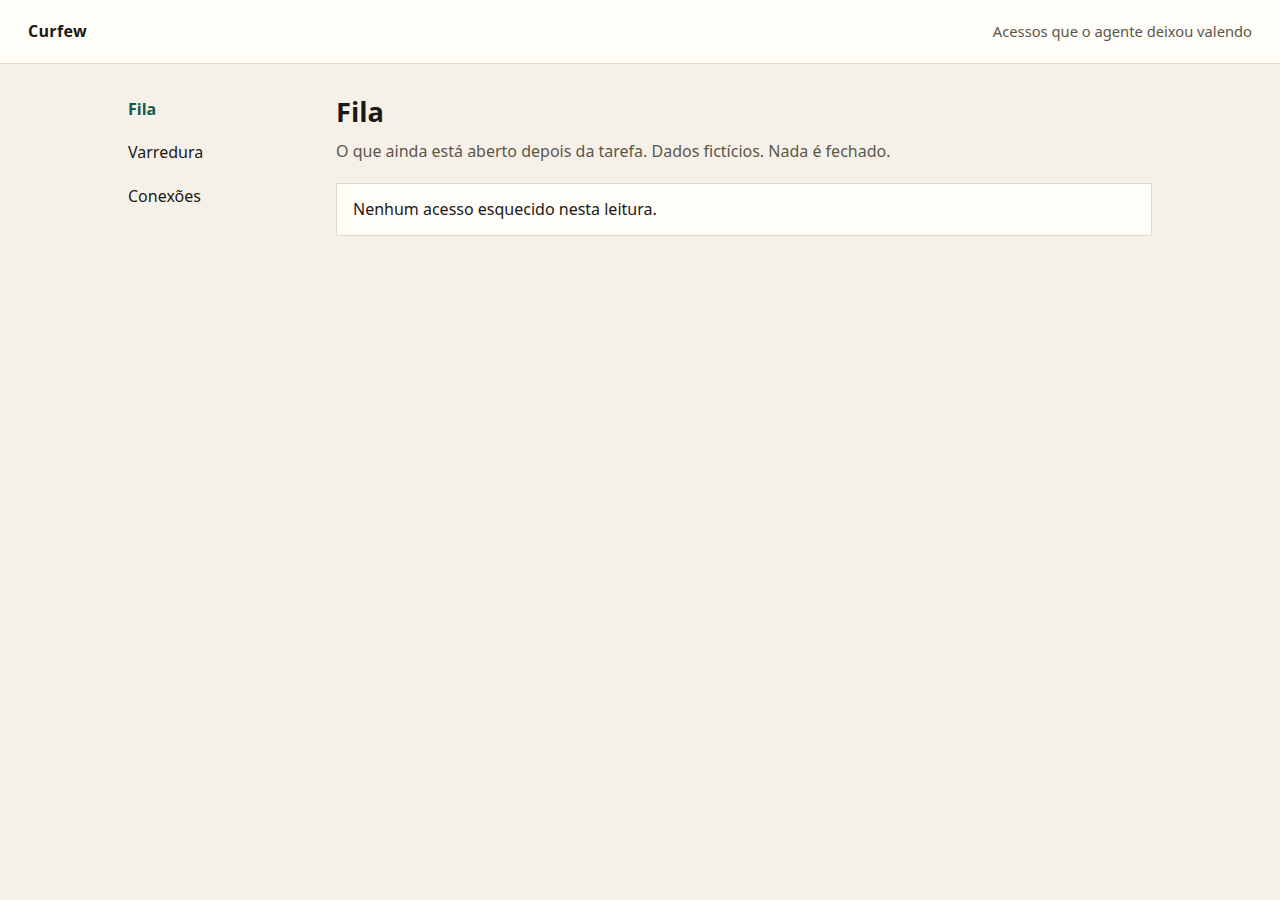 Curfew
Acessos que o agente deixou valendo
Fila
Varredura
Conexões
Fila
O que ainda está aberto depois da tarefa. Dados fictícios. Nada é fechado.
Nenhum acesso esquecido nesta leitura.